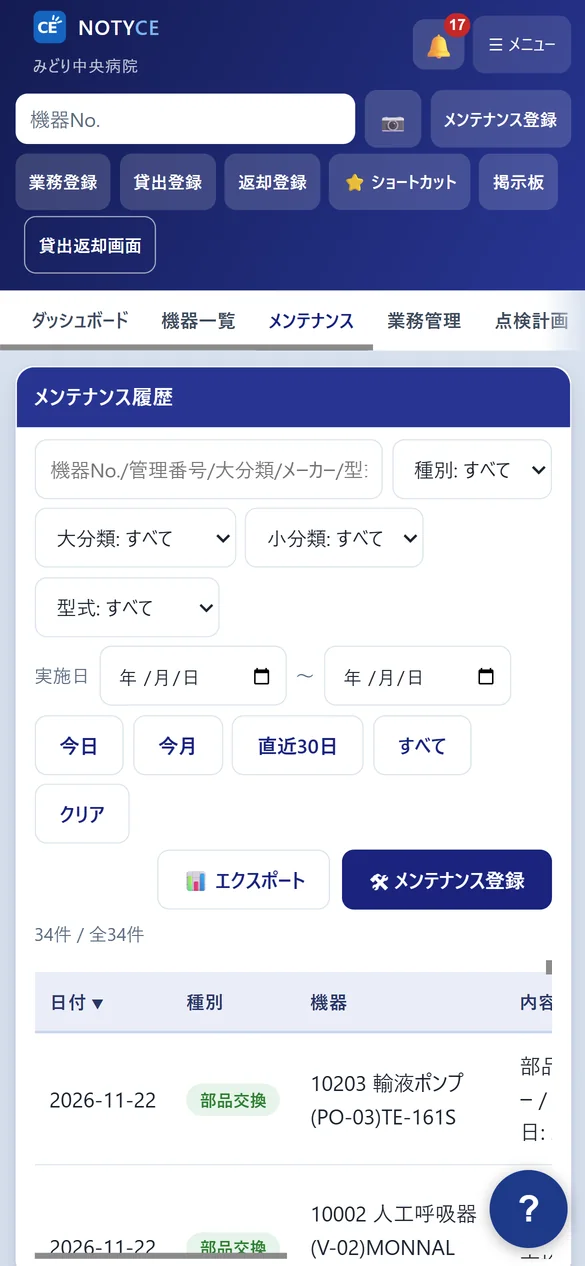 CE NOTYCE
みどり中央病院
17
☰ メニュー
機器No.
メンテナンス登録
業務登録
貸出登録
返却登録
ショートカット
掲示板
貸出返却画面
ダッシュボード
機器一覧
メンテナンス
業務管理
点検計画
メンテナンス履歴
機器No./管理番号/大分類/メーカー/型
種別: すべて
大分類: すべて
小分類: すべて
型式: すべて
実施日 年 /月/日 ～ 年 /月/日
今日
今月
直近30日
すべて
クリア
エクスポート
メンテナンス登録
34件 / 全34件
日付▼ 種別 機器 内容
2026-11-22 部品交換
10203 輸液ポンプ
(PO-03)TE-161S
部品
ー /
日:
2026-11-22 部品交換
10002 人工呼吸器
(V-02)MONNAL
?